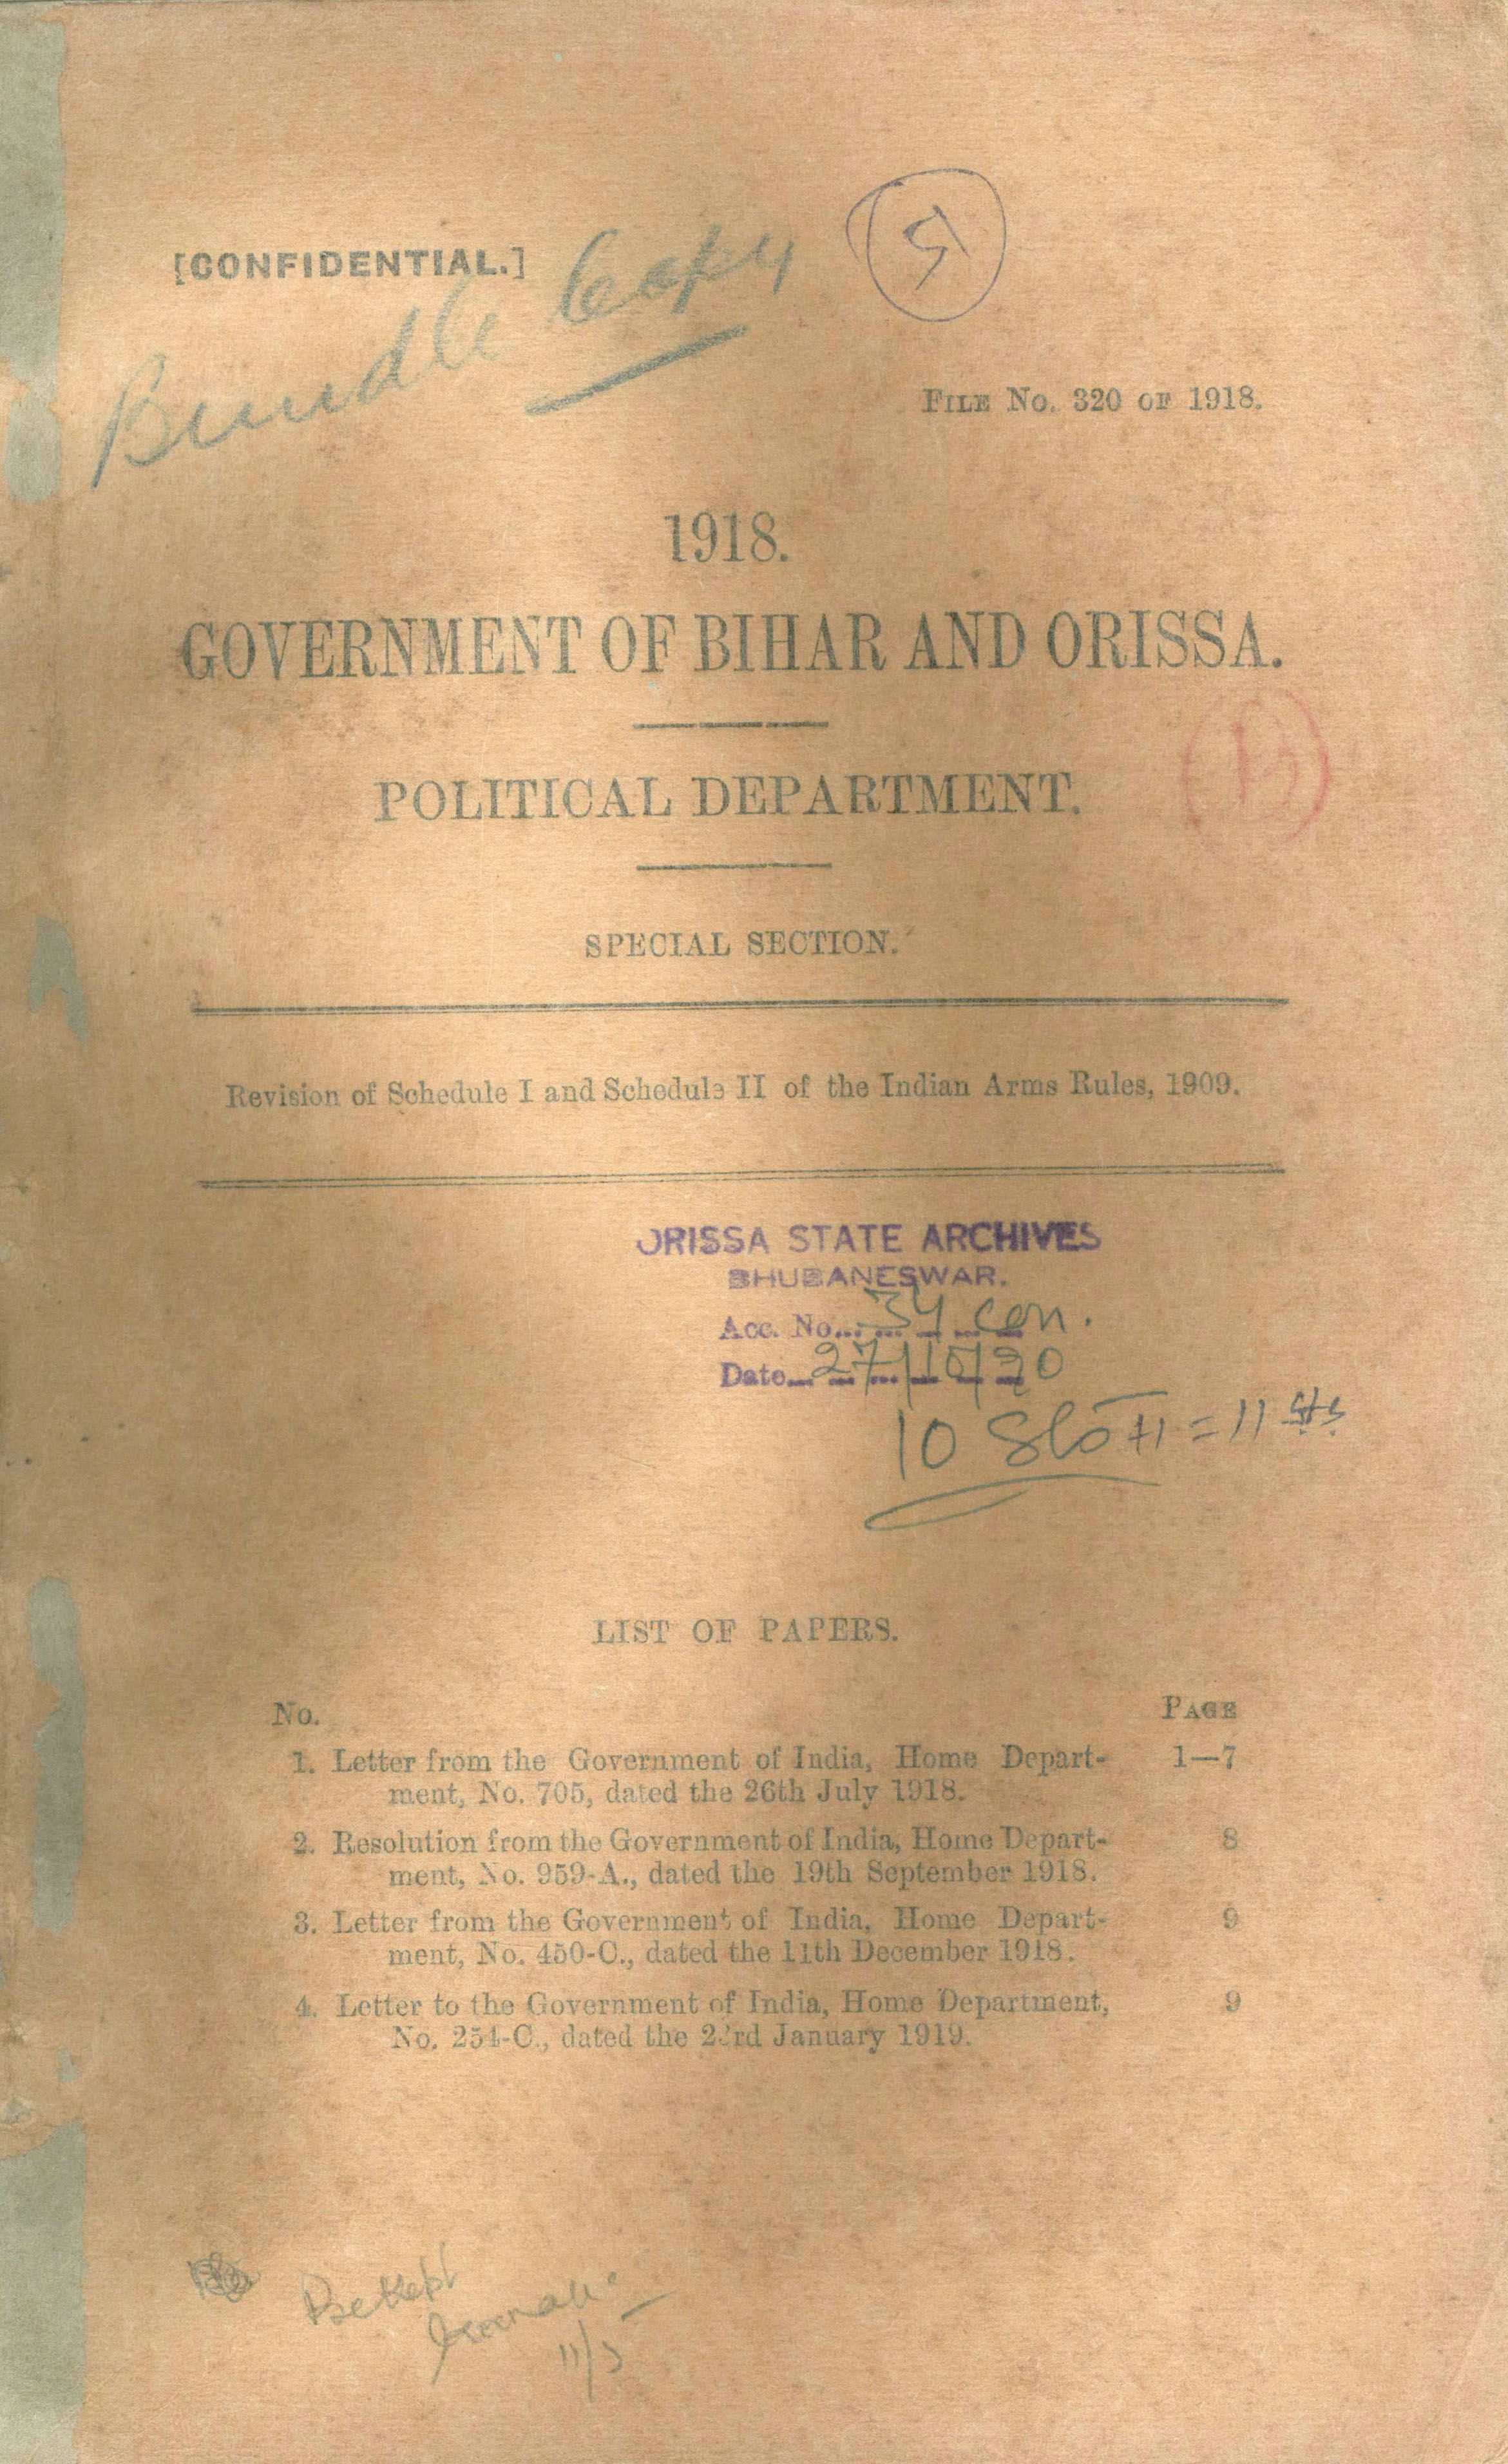 [CONFIDENTIAL.]
Bundle Copy
5
FILE No. 320 OF 1918.
1918.
GOVERNMENT OF BIHAR AND ORISSA.
POLITICAL DEPARTMENT.
SPECIAL SECTION.
Revision of Schedule I and Schedule II of the Indian Arms Rules, 1909.
ORISSA STATE ARCHIVES
BHUBANESWAR.
Acc. No. 34 Con.
Date 27/10/90
10 + 1 = 11
LIST OF PAPERS.
No. PAGE
1. Letter from the Government of India, Home Depart- 1—7
ment, No. 705, dated the 26th July 1918.
2. Resolution from the Government of India, Home Depart- 8
ment, No. 959-A., dated the 19th September 1918.
3. Letter from the Government of India, Home Depart- 9
ment, No. 450-C., dated the 11th December 1918.
4. Letter to the Government of India, Home Department, 9
No. 254-C., dated the 23rd January 1919.
Be Kept
11/3